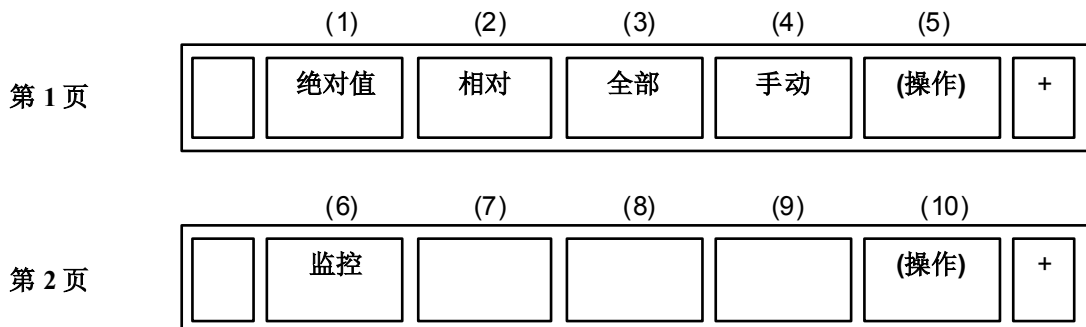 (1) (2) (3) (4) (5)
第 1 页 绝对值 相对 全部 手动 (操作) +
(6) (7) (8) (9) (10)
第 2 页 监控 (操作) +